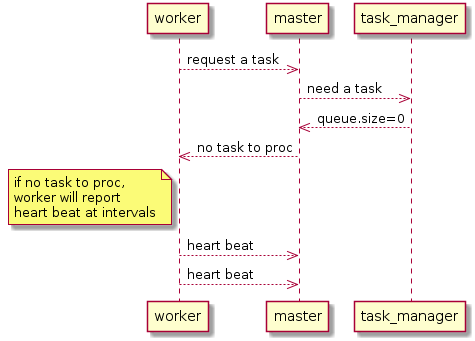 worker master task_manager
request a task
need a task
queue.size=0
no task to proc
if no task to proc,
worker will report
heart beat at intervals
heart beat
heart beat
worker master task_manager